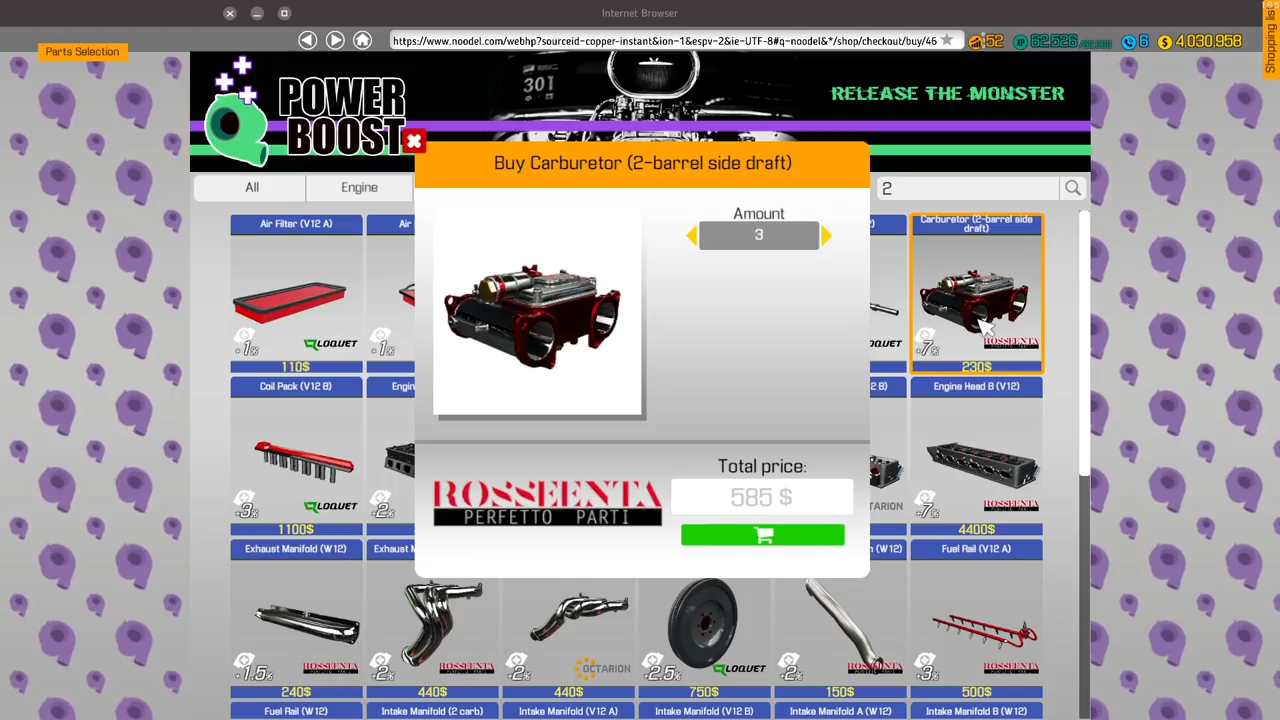 Internet Browser
Shopping list
https://www.noodel.com/webhp?sourceid-copper-instant&ion-1&espv-2&ie-UTF-8#q-noodel&*/shop/checkout/buy/46
52
62,526
6
4,030,958
Parts Selection
301
POWER
BOOST
RELEASE THE MONSTER
Buy Carburetor (2-barrel side draft)
All
Engine
2
Amount
3
Total price:
585 $
ROSSEENTA
PERFETTO PARTI
Air Filter (V12 A)
Air
Carburetor (2-barrel side
draft)
+1%
LOQUET
+1%
OQUET
+7%
ROSSEENTA
110$
230$
Coil Pack (V12 B)
Engin
2 B)
Engine Head B (V12)
+3%
LOQUET
+2%
TARION
+7%
ROSSEENTA
1100$
4400$
Exhaust Manifold (W12)
Exhaust M
(W12)
Fuel Rail (V12 A)
+1.5%
ROSSEENTA
+2%
ROSSEENTA
+2%
OCTARION
+2.5%
LOQUET
+2%
ROSSEENTA
+3%
ROSSEENTA
240$
440$
440$
750$
150$
500$
Fuel Rail (W12)
Intake Manifold (2 carb)
Intake Manifold (V12 A)
Intake Manifold (V12 B)
Intake Manifold A (W12)
Intake Manifold B (W12)